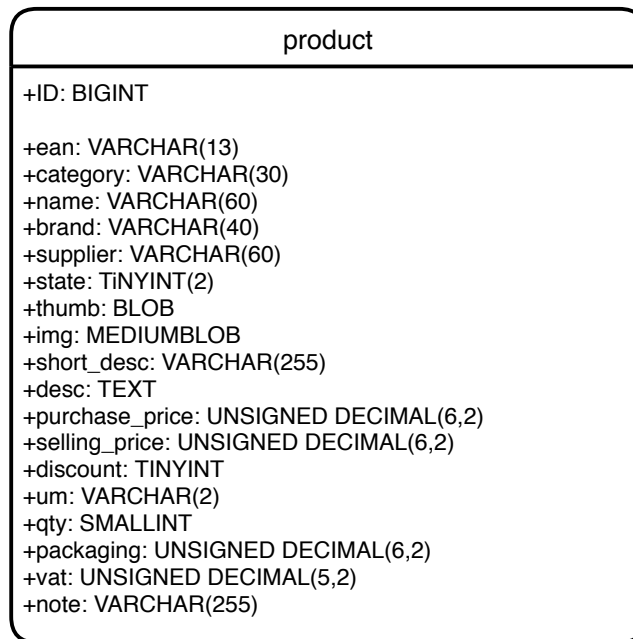 product
+ID: BIGINT
+ean: VARCHAR(13)
+category: VARCHAR(30)
+name: VARCHAR(60)
+brand: VARCHAR(40)
+supplier: VARCHAR(60)
+state: TiNYINT(2)
+thumb: BLOB
+img: MEDIUMBLOB
+short_desc: VARCHAR(255)
+desc: TEXT
+purchase_price: UNSIGNED DECIMAL(6,2)
+selling_price: UNSIGNED DECIMAL(6,2)
+discount: TINYINT
+um: VARCHAR(2)
+qty: SMALLINT
+packaging: UNSIGNED DECIMAL(6,2)
+vat: UNSIGNED DECIMAL(5,2)
+note: VARCHAR(255)